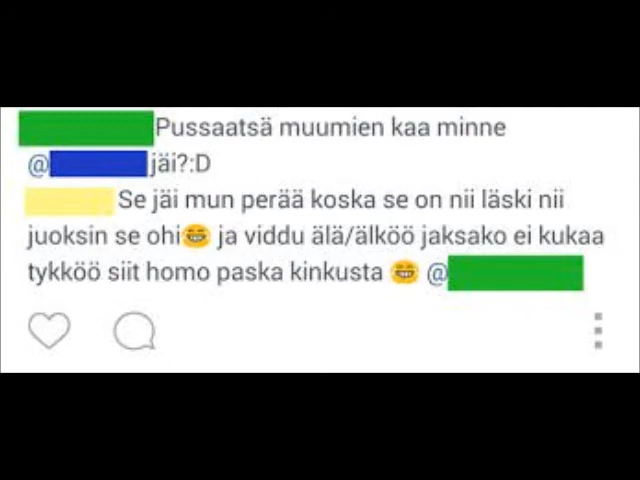 Pussaatsä muumien kaa minne
@ jäi?:D
Se jäi mun perää koska se on nii läski nii
juoksin se ohi😂 ja viddu älä/älköö jaksako ei kukaa
tykköö siit homo paska kinkusta 😂 @